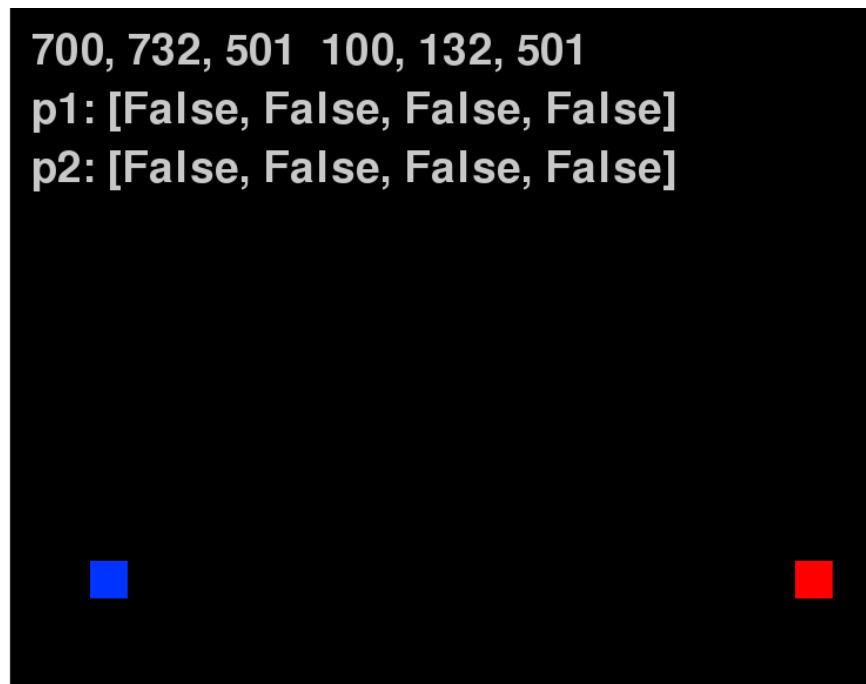 700, 732, 501  100, 132, 501
p1: [False, False, False, False]
p2: [False, False, False, False]